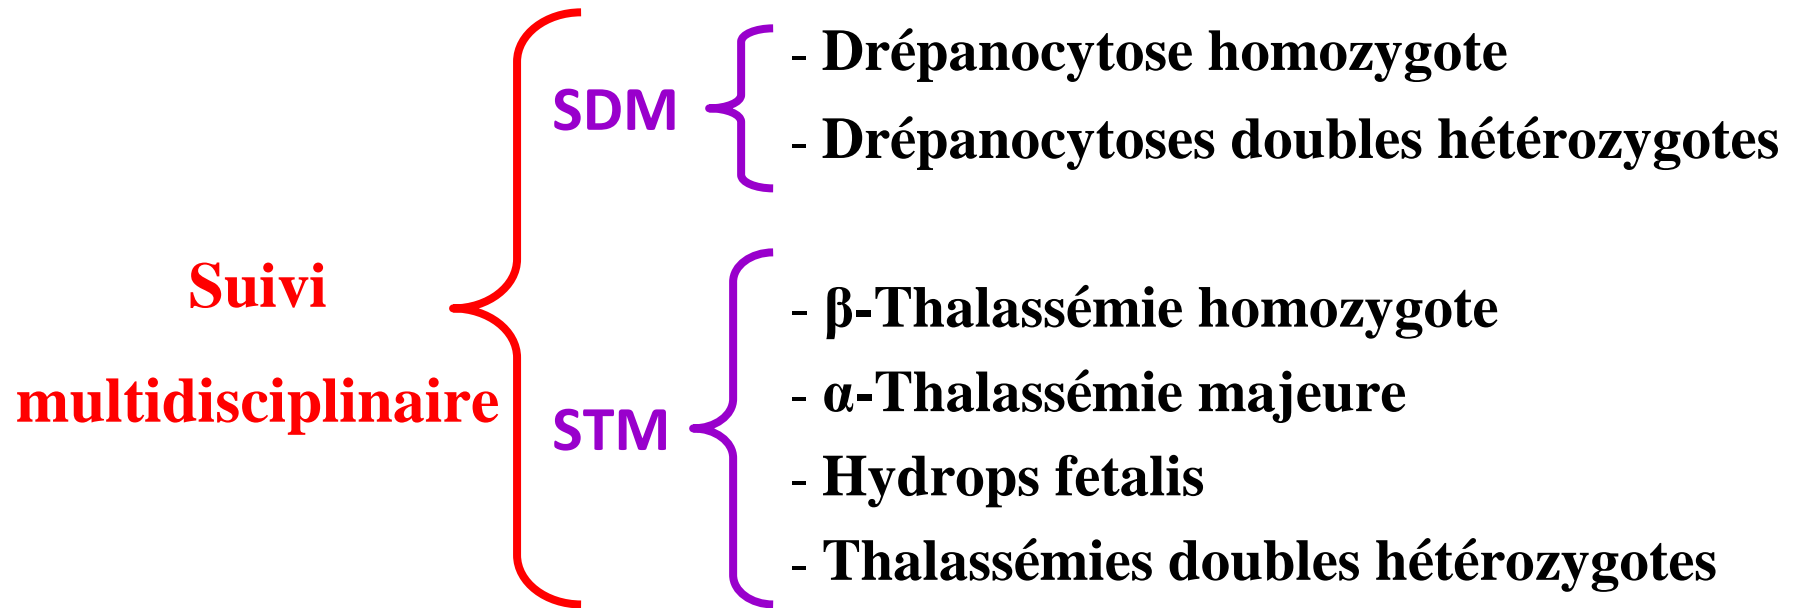 Suivi
multidisciplinaire
SDM
- Drépanocytose homozygote
- Drépanocytoses doubles hétérozygotes
STM
- β-Thalassémie homozygote
- α-Thalassémie majeure
- Hydrops fetalis
- Thalassémies doubles hétérozygotes